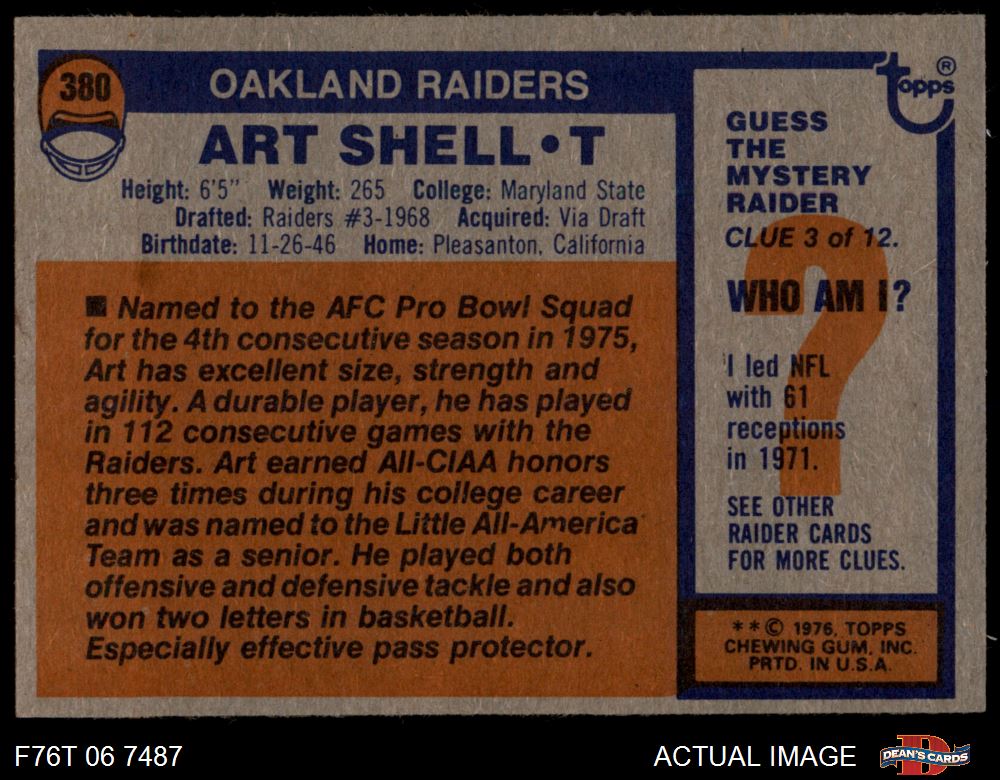 380
OAKLAND RAIDERS
ART SHELL • T
Height: 6'5" Weight: 265 College: Maryland State
Drafted: Raiders #3-1968 Acquired: Via Draft
Birthdate: 11-26-46 Home: Pleasanton, California
■ Named to the AFC Pro Bowl Squad
for the 4th consecutive season in 1975,
Art has excellent size, strength and
agility. A durable player, he has played
in 112 consecutive games with the
Raiders. Art earned All-CIAA honors
three times during his college career
and was named to the Little All-America
Team as a senior. He played both
offensive and defensive tackle and also
won two letters in basketball.
Especially effective pass protector.
topps®
GUESS
THE
MYSTERY
RAIDER
CLUE 3 of 12.
WHO AM I?
?
I led NFL
with 61
receptions
in 1971.
SEE OTHER
RAIDER CARDS
FOR MORE CLUES.
**© 1976, TOPPS
CHEWING GUM, INC.
PRTD. IN U.S.A.
F76T 06 7487
ACTUAL IMAGE
D
DEAN'S CARDS